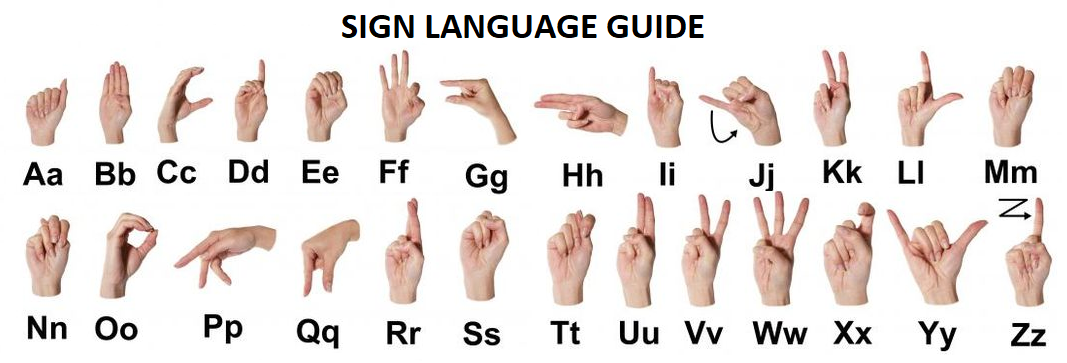 SIGN LANGUAGE GUIDE
Aa Bb Cc Dd Ee Ff Gg Hh Ii Jj Kk Ll Mm
Nn Oo Pp Qq Rr Ss Tt Uu Vv Ww Xx Yy Zz